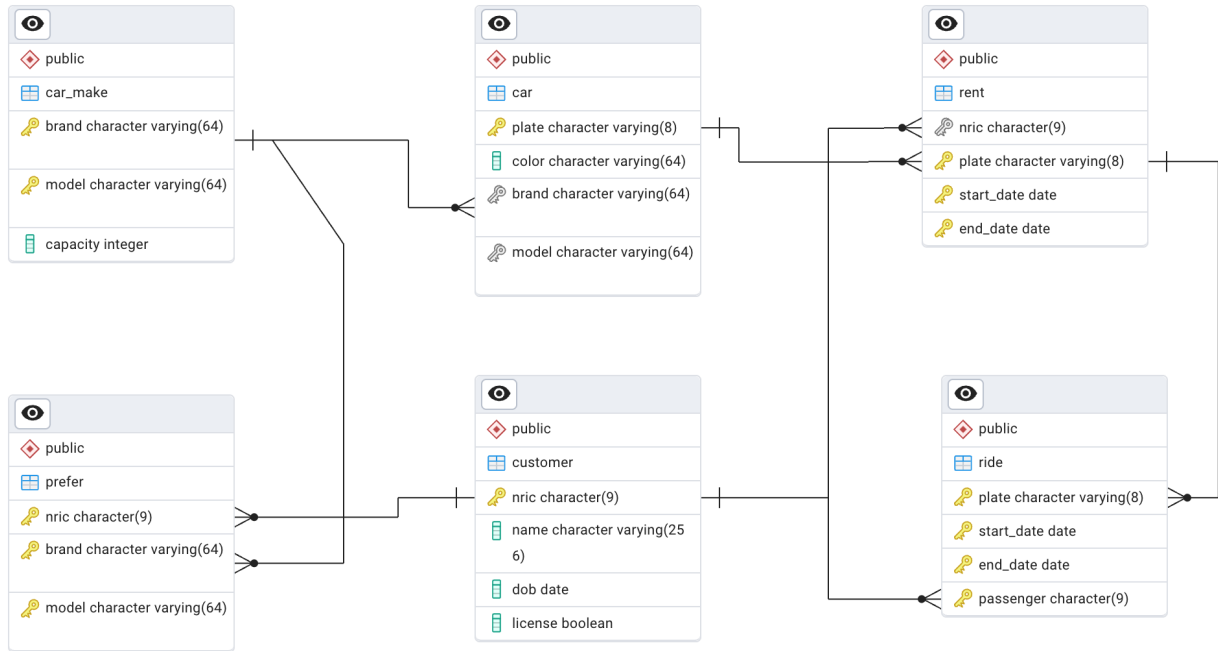 public
car_make
brand character varying(64)
model character varying(64)
capacity integer
public
car
plate character varying(8)
color character varying(64)
brand character varying(64)
model character varying(64)
public
rent
nric character(9)
plate character varying(8)
start_date date
end_date date
public
prefer
nric character(9)
brand character varying(64)
model character varying(64)
public
customer
nric character(9)
name character varying(25
6)
dob date
license boolean
public
ride
plate character varying(8)
start_date date
end_date date
passenger character(9)